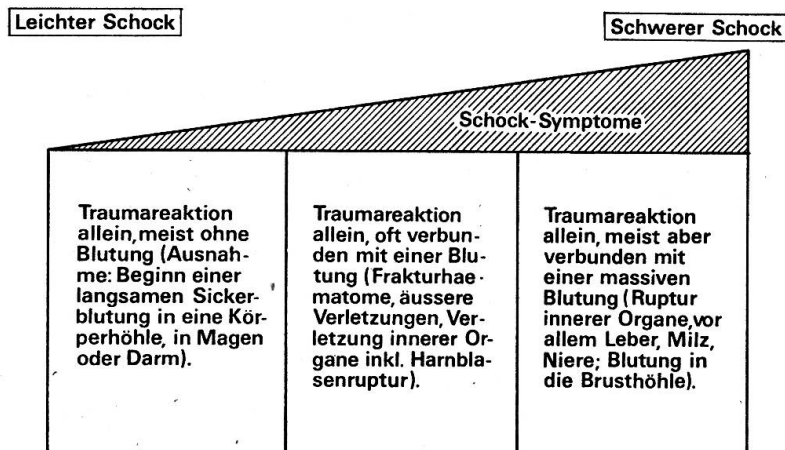 Leichter Schock
Schwerer Schock
Schock-Symptome
Traumareaktion
allein, meist ohne
Blutung (Ausnah-
me: Beginn einer
langsamen Sicker-
blutung in eine Kör-
perhöhle, in Magen
oder Darm).
Traumareaktion
allein, oft verbun-
den mit einer Blu-
tung (Frakturhae-
matome, äussere
Verletzungen, Ver-
letzung innerer Or-
gane inkl. Harnbla-
senruptur).
Traumareaktion
allein, meist aber
verbunden mit
einer massiven
Blutung (Ruptur
innerer Organe, vor
allem Leber, Milz,
Niere; Blutung in
die Brusthöhle).